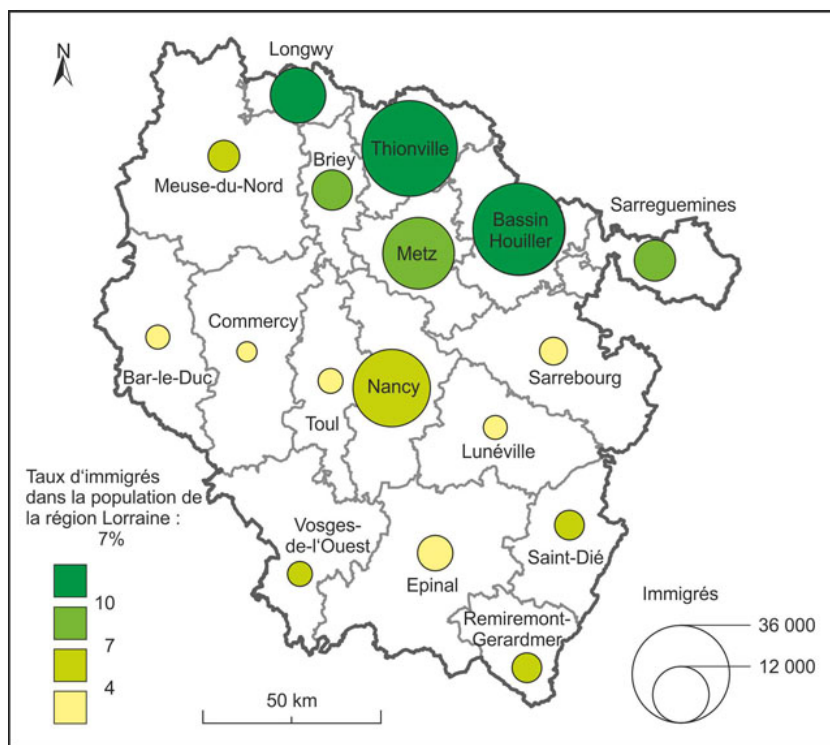 N
Longwy
Thionville
Briey
Meuse-du-Nord
Sarreguemines
Bassin
Houiller
Metz
Commercy
Bar-le-Duc
Sarrebourg
Nancy
Toul
Lunéville
Taux d'immigrés
dans la population de
la région Lorraine :
7%
Vosges-
de-l'Ouest
Saint-Dié
Epinal
Remiremont-
Gerardmer
10
7
4
50 km
Immigrés
36 000
12 000